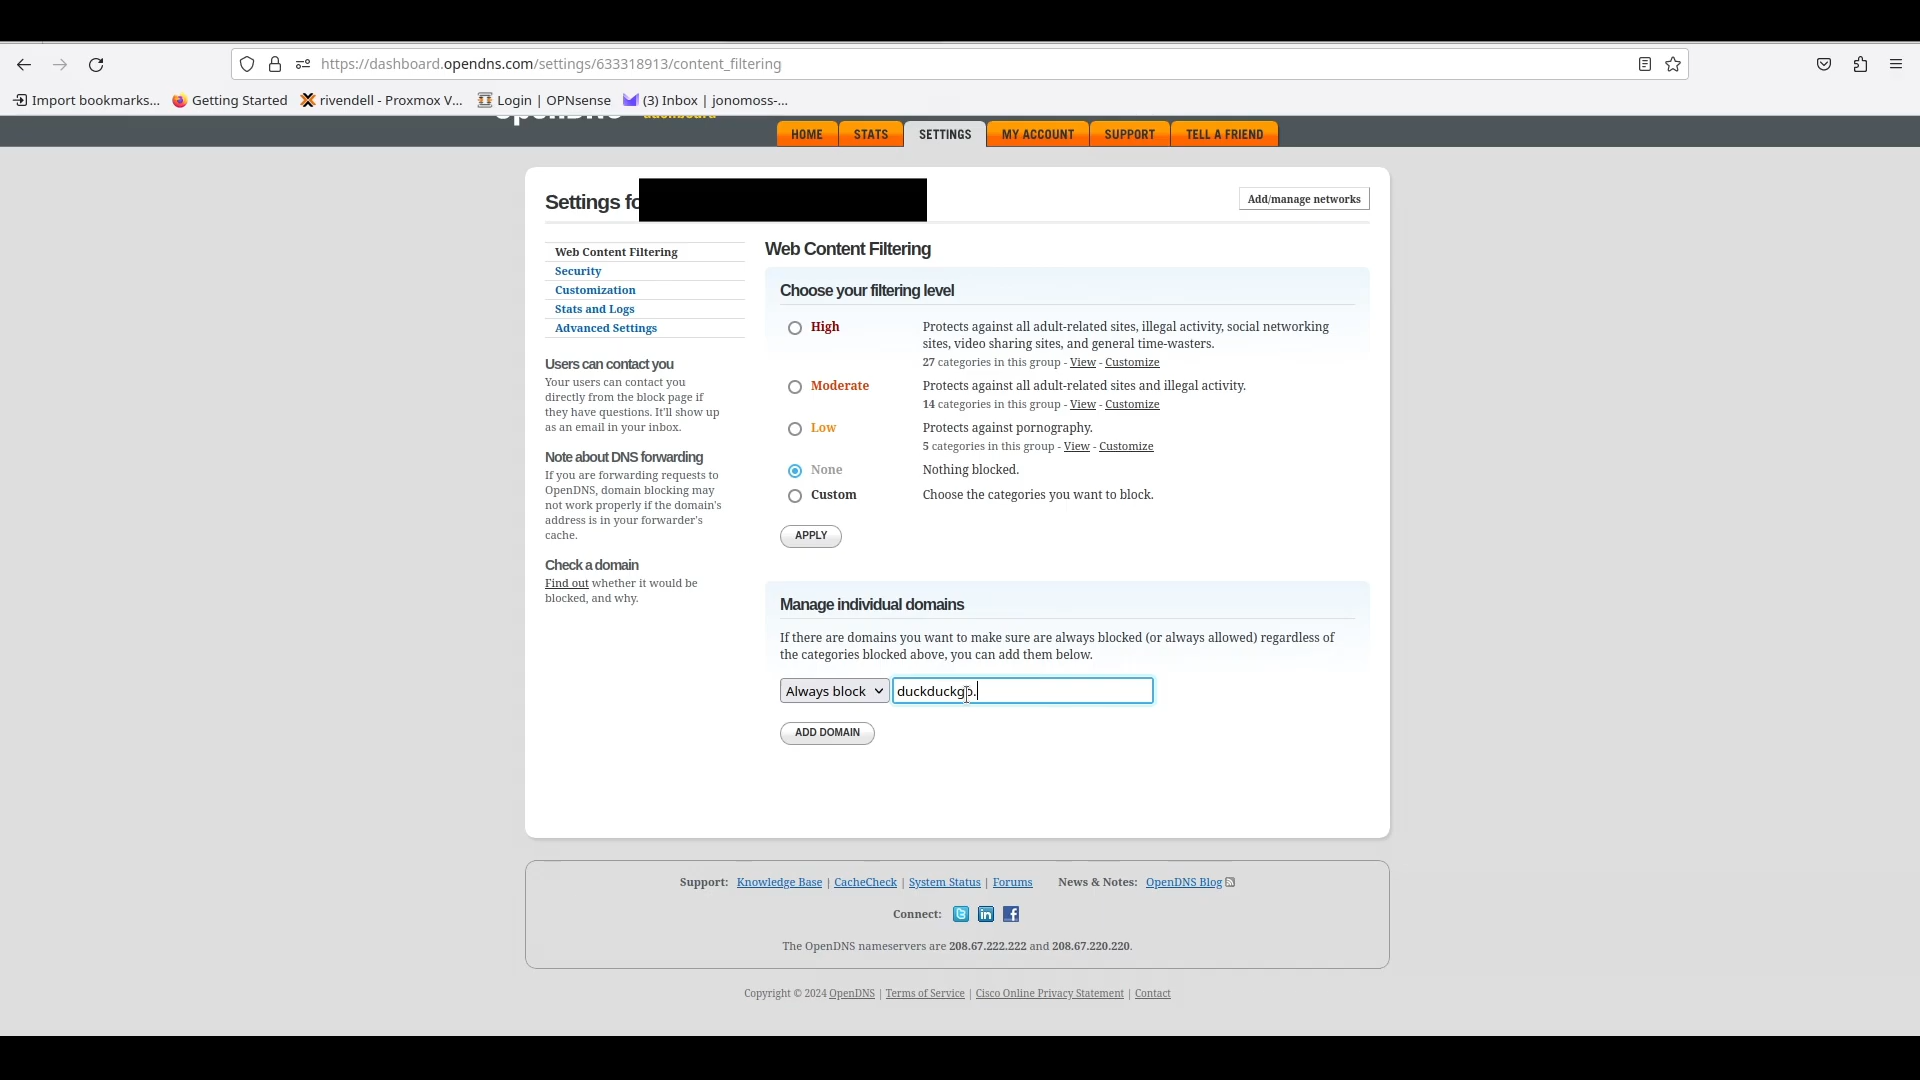 https://dashboard.opendns.com/settings/633318913/content_filtering
Import bookmarks... Getting Started rivendell - Proxmox V... Login | OPNsense (3) Inbox | jonomoss-...
HOME STATS SETTINGS MY ACCOUNT SUPPORT TELL A FRIEND
Settings fo
Add/manage networks
Web Content Filtering
Security
Customization
Stats and Logs
Advanced Settings
Users can contact you
Your users can contact you
directly from the block page if
they have questions. It'll show up
as an email in your inbox.
Note about DNS forwarding
If you are forwarding requests to
OpenDNS, domain blocking may
not work properly if the domain's
address is in your forwarder's
cache.
Check a domain
Find out whether it would be
blocked, and why.
Web Content Filtering
Choose your filtering level
High Protects against all adult-related sites, illegal activity, social networking
sites, video sharing sites, and general time-wasters.
27 categories in this group - View - Customize
Moderate Protects against all adult-related sites and illegal activity.
14 categories in this group - View - Customize
Low Protects against pornography.
5 categories in this group - View - Customize
None Nothing blocked.
Custom Choose the categories you want to block.
APPLY
Manage individual domains
If there are domains you want to make sure are always blocked (or always allowed) regardless of
the categories blocked above, you can add them below.
Always block duckduckgo.
ADD DOMAIN
Support: Knowledge Base | CacheCheck | System Status | Forums News & Notes: OpenDNS Blog
Connect:
The OpenDNS nameservers are 208.67.222.222 and 208.67.220.220.
Copyright © 2024 OpenDNS | Terms of Service | Cisco Online Privacy Statement | Contact